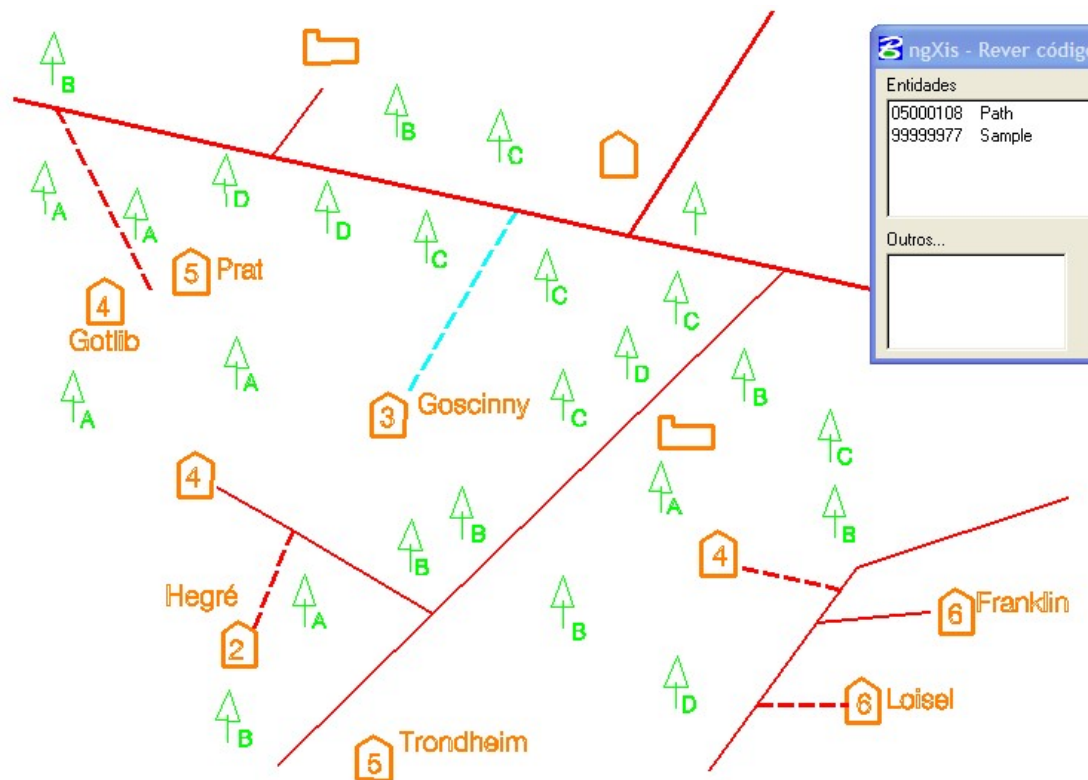 ngXis - Rever código
Entidades
05000108 Path
99999977 Sample
Outros...
B
B
C
A
D
A
D
C
C
C
5 Prat
4
Gotlib
A
D
B
A
C
3 Goscinny
C
4
A
B
B
B
4
Hegré
A
B
6 Franklin
2
D
B
6 Loisel
5 Trondheim